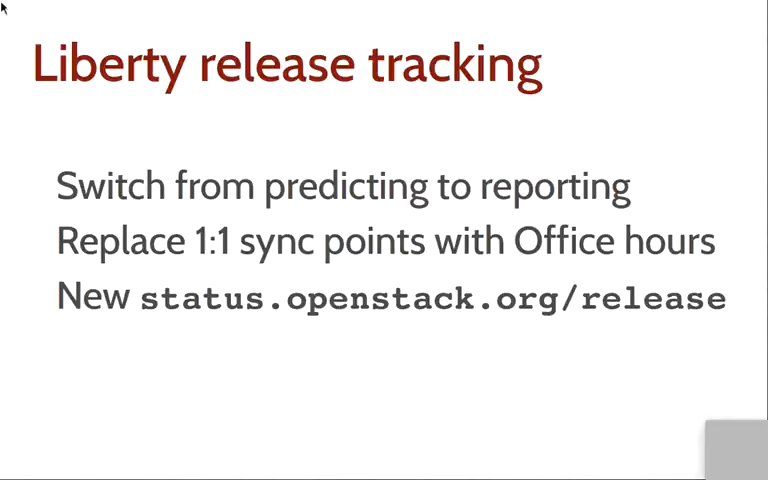 Liberty release tracking
Switch from predicting to reporting
Replace 1:1 sync points with Office hours
New status.openstack.org/release